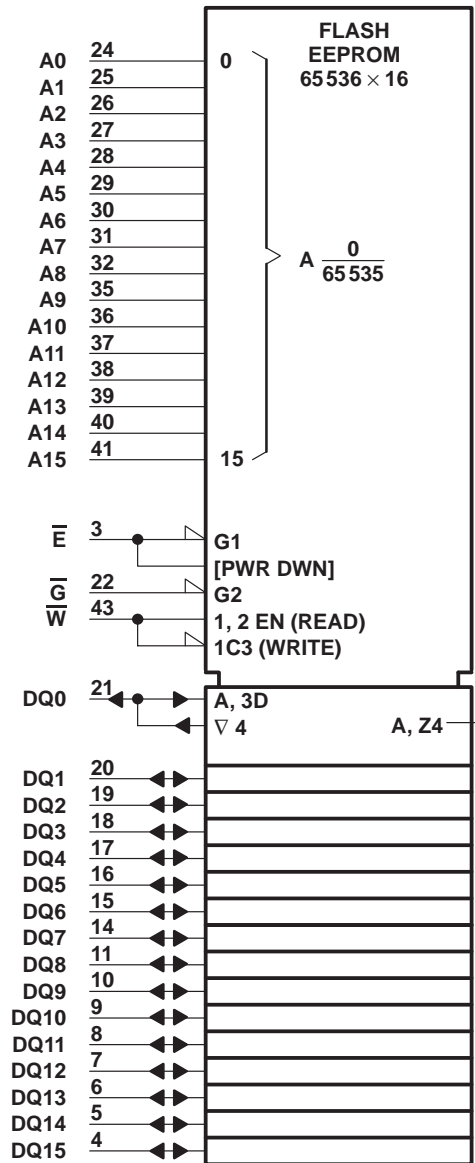 FLASH
EEPROM
65 536 × 16
A0 24 0
A1 25
A2 26
A3 27
A4 28
A5 29
A6 30
A7 31
A 0
65 535
A8 32
A9 35
A10 36
A11 37
A12 38
A13 39
A14 40
A15 41 15
E̅ 3 G1
[PWR DWN]
G̅ 22 G2
W̅ 43 1, 2 EN (READ)
1C3 (WRITE)
DQ0 21 A, 3D
∇ 4 A, Z4
DQ1 20
DQ2 19
DQ3 18
DQ4 17
DQ5 16
DQ6 15
DQ7 14
DQ8 11
DQ9 10
DQ10 9
DQ11 8
DQ12 7
DQ13 6
DQ14 5
DQ15 4